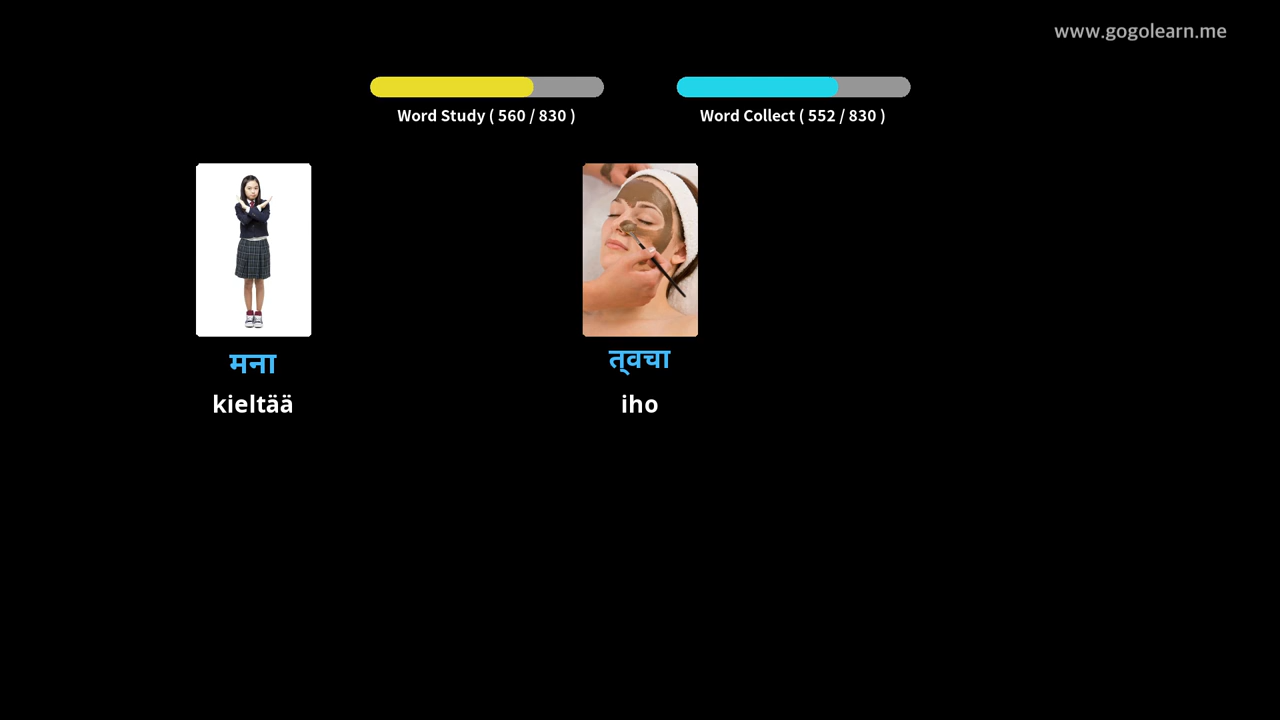 www.gogolearn.me
Word Study ( 560 / 830 )
Word Collect ( 552 / 830 )
मना
त्वचा
kieltää
iho